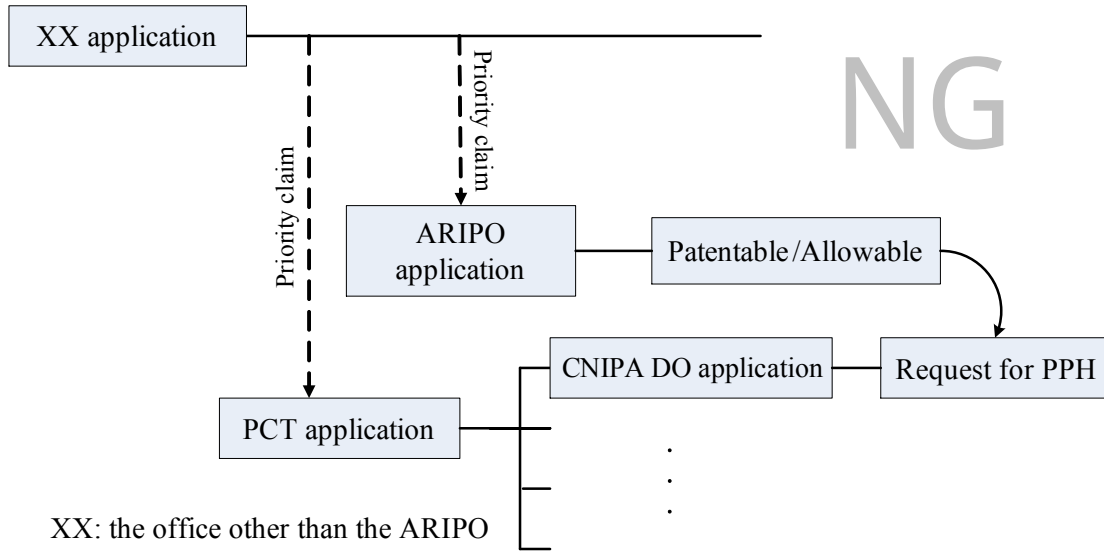 XX application
NG
Priority claim
Priority claim
ARIPO
application
Patentable/Allowable
CNIPA DO application
Request for PPH
PCT application
XX: the office other than the ARIPO